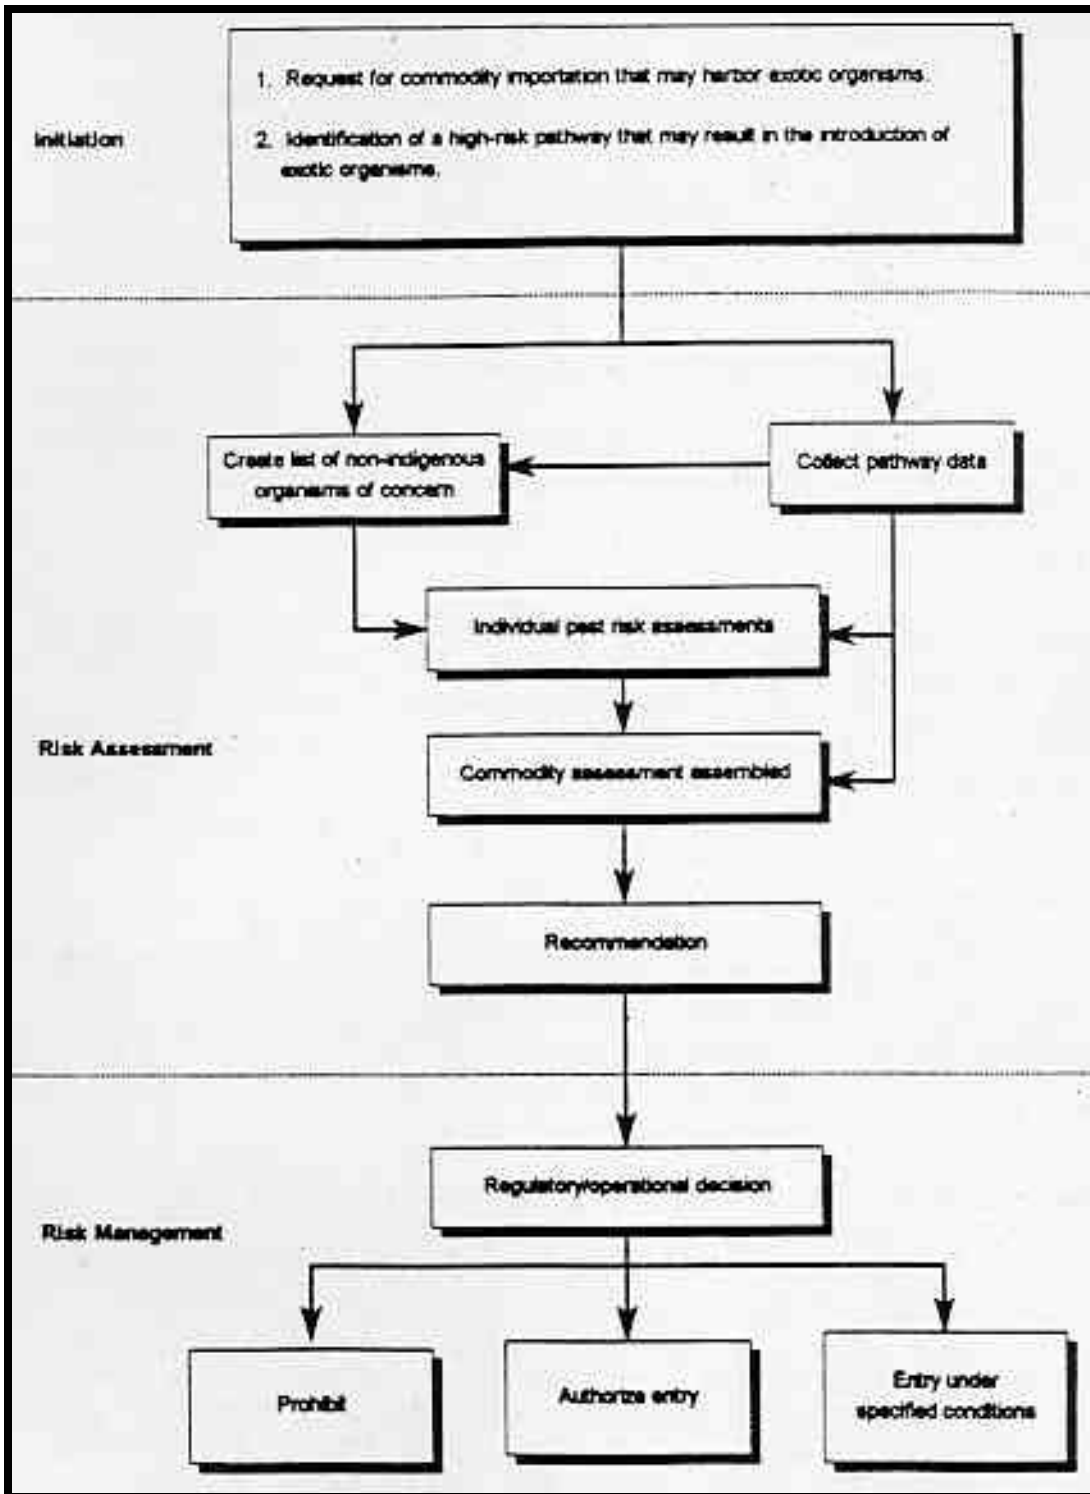 1. Request for commodity importation that may harbor exotic organisms.
Initiation
2. Identification of a high-risk pathway that may result in the introduction of
exotic organisms.
Create list of non-indigenous
organisms of concern
Collect pathway data
Individual pest risk assessments
Risk Assessment
Commodity assessment assembled
Recommendation
Regulatory/operational decision
Risk Management
Prohibit
Authorize entry
Entry under
specified conditions